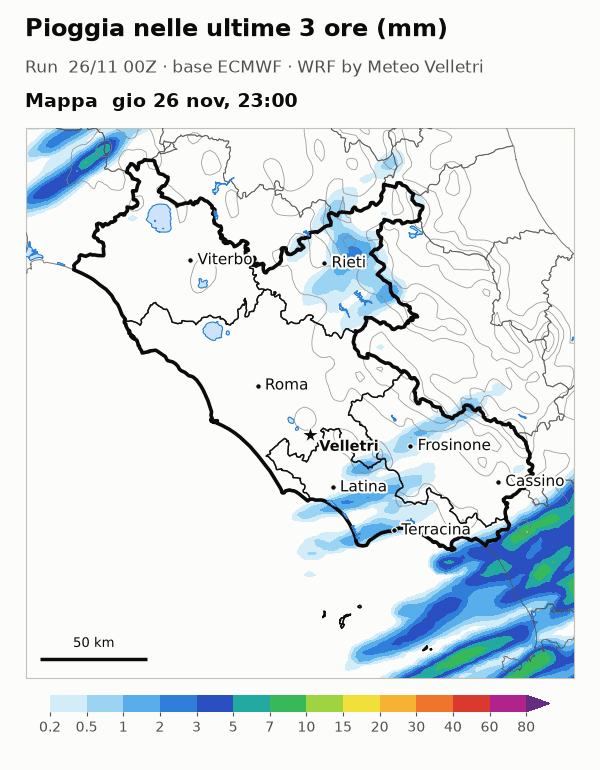 Pioggia nelle ultime 3 ore (mm)
Run  26/11 00Z · base ECMWF · WRF by Meteo Velletri
Mappa  gio 26 nov, 23:00
Viterbo
Rieti
Roma
Velletri
Frosinone
Latina
Cassino
Terracina
50 km
0.2 0.5 1 2 3 5 7 10 15 20 30 40 60 80